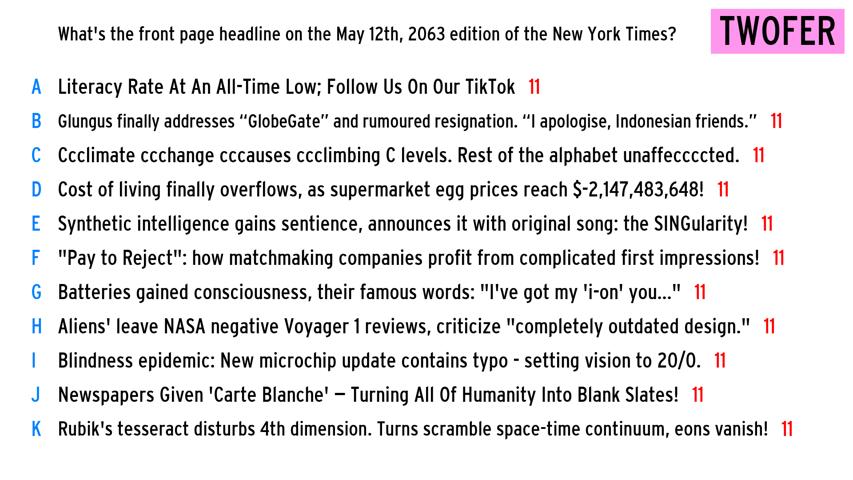 What's the front page headline on the May 12th, 2063 edition of the New York Times?
TWOFER
A Literacy Rate At An All-Time Low; Follow Us On Our TikTok 11
B Glungus finally addresses “GlobeGate” and rumoured resignation. “I apologise, Indonesian friends.” 11
C Ccclimate ccchange cccauses ccclimbing C levels. Rest of the alphabet unaffeccccted. 11
D Cost of living finally overflows, as supermarket egg prices reach $-2,147,483,648! 11
E Synthetic intelligence gains sentience, announces it with original song: the SINGularity! 11
F "Pay to Reject": how matchmaking companies profit from complicated first impressions! 11
G Batteries gained consciousness, their famous words: "I've got my 'i-on' you..." 11
H Aliens' leave NASA negative Voyager 1 reviews, criticize "completely outdated design." 11
I Blindness epidemic: New microchip update contains typo - setting vision to 20/0. 11
J Newspapers Given 'Carte Blanche' – Turning All Of Humanity Into Blank Slates! 11
K Rubik's tesseract disturbs 4th dimension. Turns scramble space-time continuum, eons vanish! 11